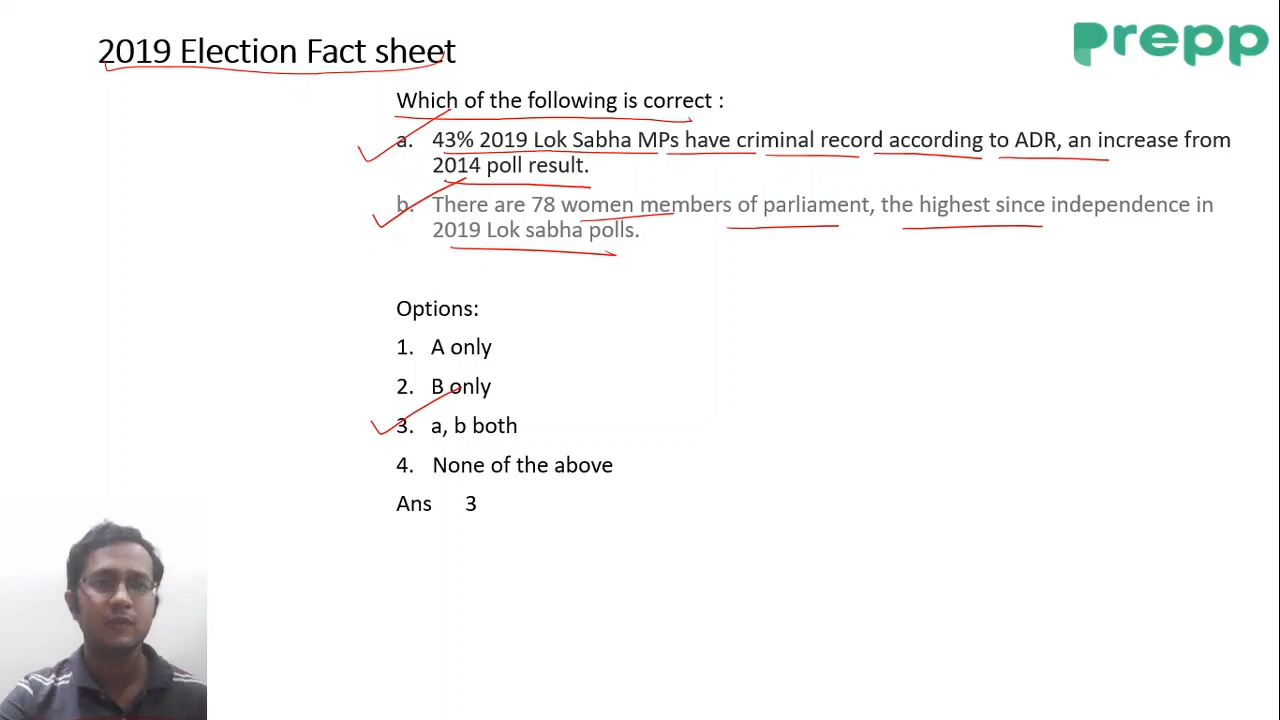 2019 Election Fact sheet
Prepp
Which of the following is correct :
a. 43% 2019 Lok Sabha MPs have criminal record according to ADR, an increase from
2014 poll result.
b. There are 78 women members of parliament, the highest since independence in
2019 Lok sabha polls.
Options:
1. A only
2. B only
3. a, b both
4. None of the above
Ans 3